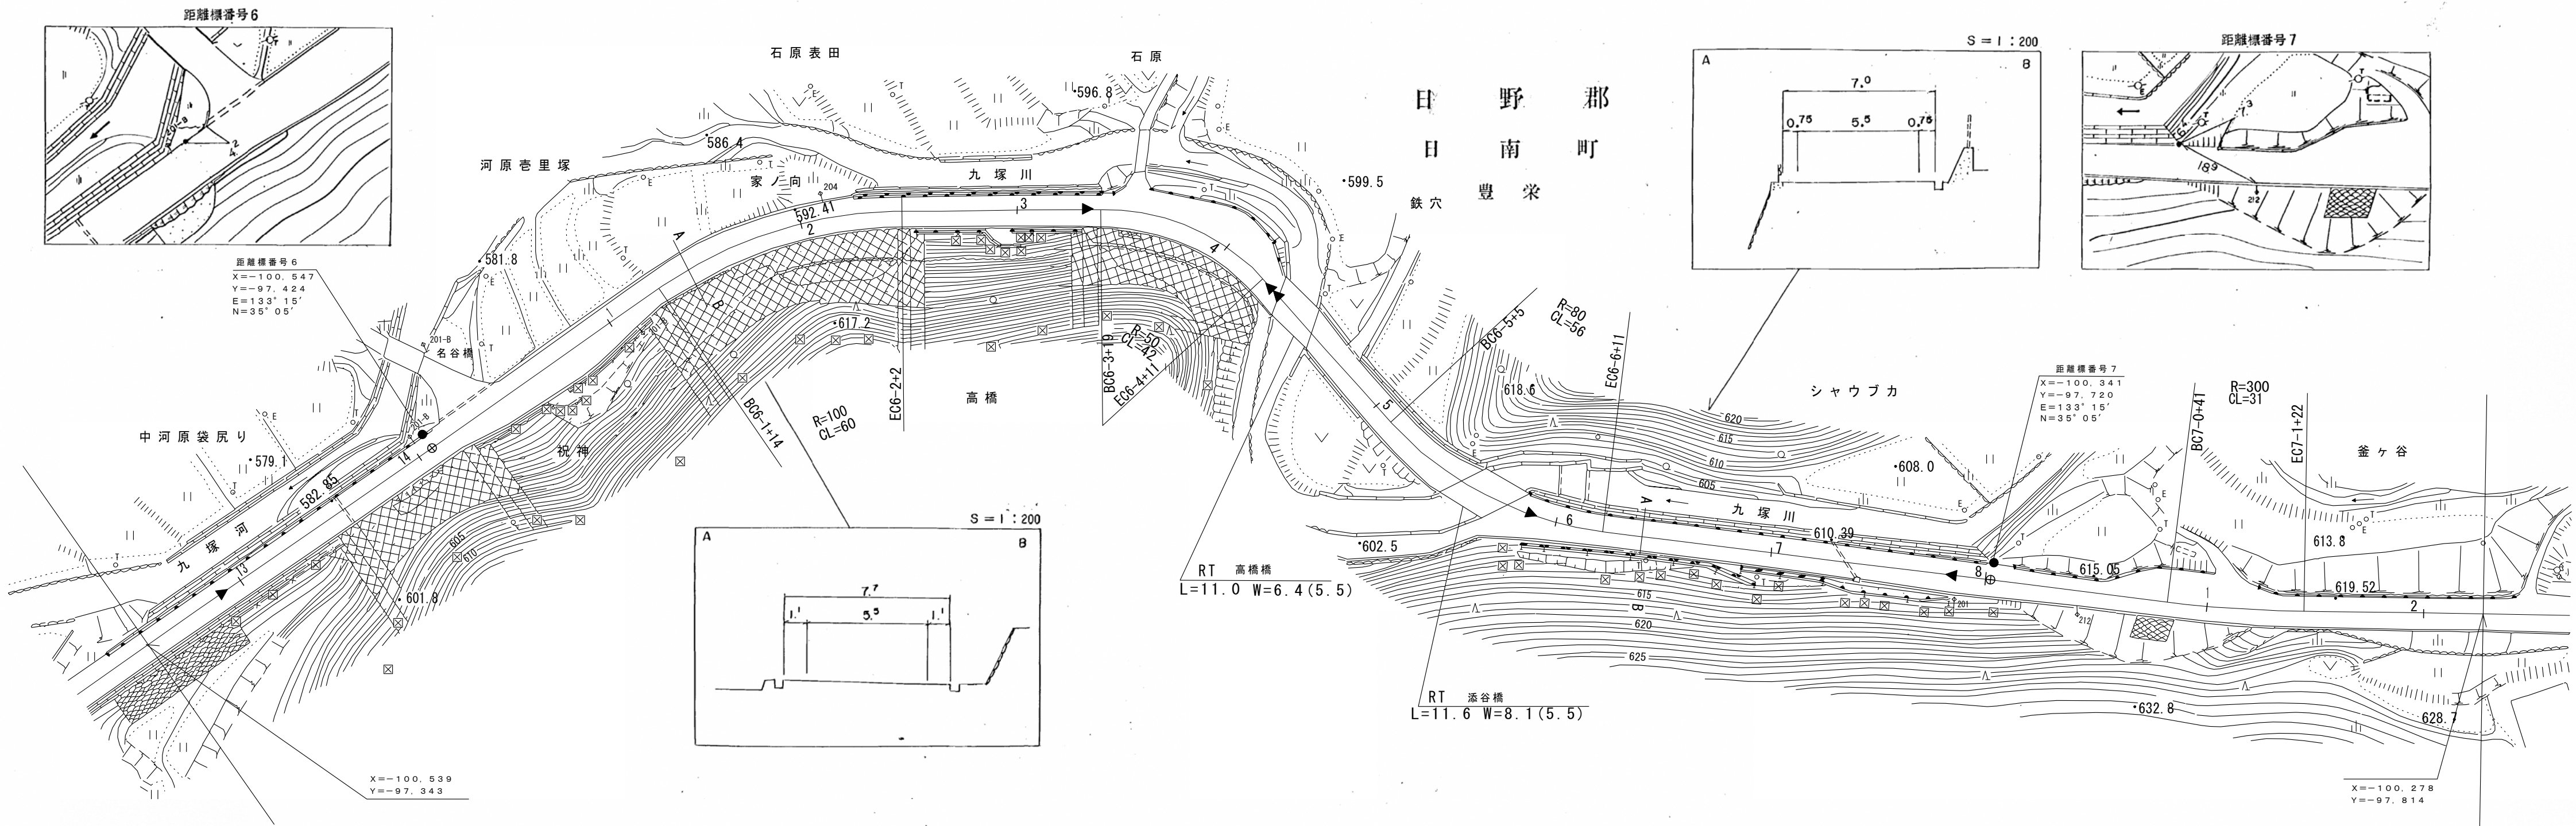 距離標番号6
石原表田
石原
S=1:200
距離標番号7
A
B
7.0
0.75 5.5 0.75
18.9
212
日野郡
日南町
豊栄
鉄穴
596.8
586.4
599.5
河原壱里塚
家ノ向
204
九塚川
592.41
2
3
4
581.8
距離標番号6
X=-100,547
Y=-97,424
E=133°15′
N=35°05′
A
B
1
617.2
201-B
名谷橋
R=50
CL=42
BC6-3+19
EC6-4+11
EC6-2+2
高橋
BC6-1+14
R=100
CL=60
R=80
CL=56
BC6-5+5
EC6-6+11
5
618.6
シャウブカ
620
615
610
605
608.0
距離標番号7
X=-100,341
Y=-97,720
E=133°15′
N=35°05′
BC7-0+41
R=300
CL=31
EC7-1+22
釜ヶ谷
中河原袋尻り
579.1
祝神
14
582.85
九塚河
13
605
610
601.8
A
九塚川
6
7
610.39
602.5
8
615.05
613.8
619.52
1
2
201
212
615
B
620
625
RT 高橋橋
L=11.0 W=6.4(5.5)
RT 添谷橋
L=11.6 W=8.1(5.5)
632.8
628.7
S=1:200
A
B
7.7
1.1 5.5 1.1
X=-100,539
Y=-97,343
X=-100,278
Y=-97,814